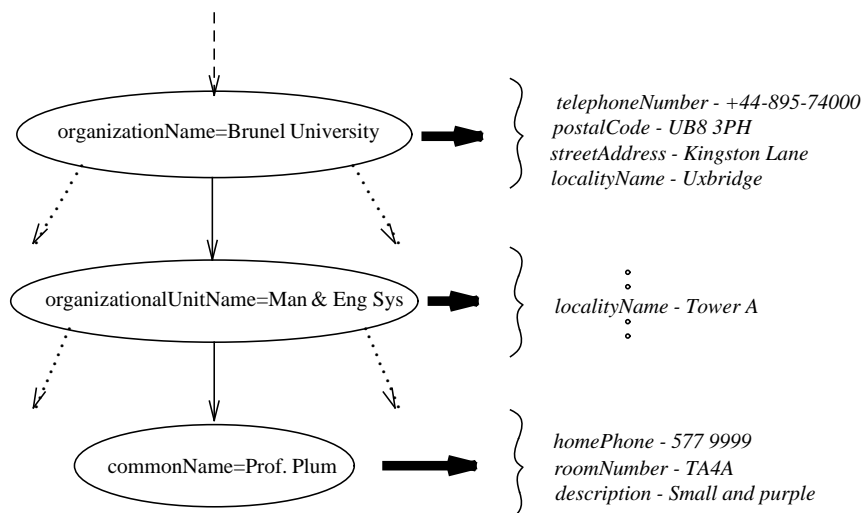 organizationName=Brunel University
telephoneNumber - +44-895-74000
postalCode - UB8 3PH
streetAddress - Kingston Lane
localityName - Uxbridge
organizationalUnitName=Man & Eng Sys
localityName - Tower A
commonName=Prof. Plum
homePhone - 577 9999
roomNumber - TA4A
description - Small and purple